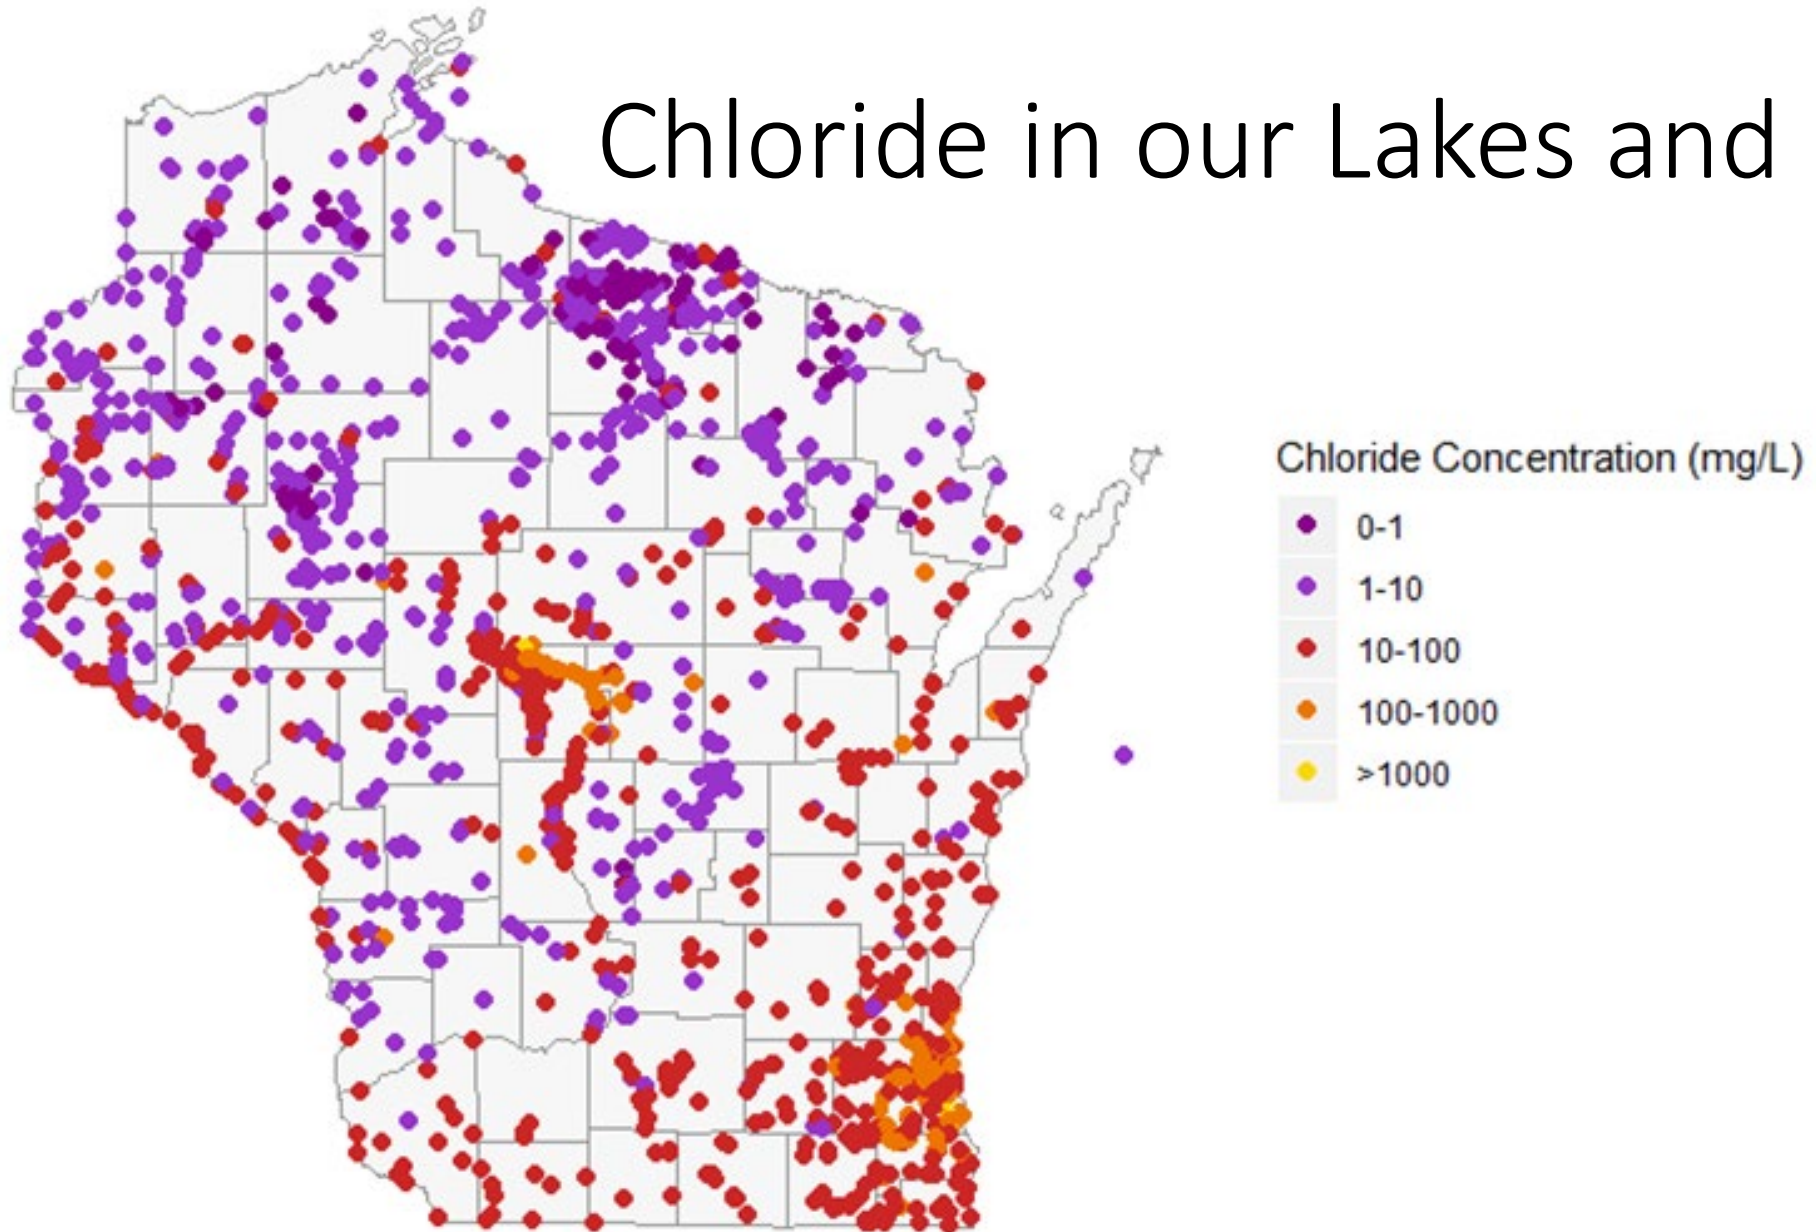 Chloride in our Lakes and
Chloride Concentration (mg/L)
0-1
1-10
10-100
100-1000
>1000